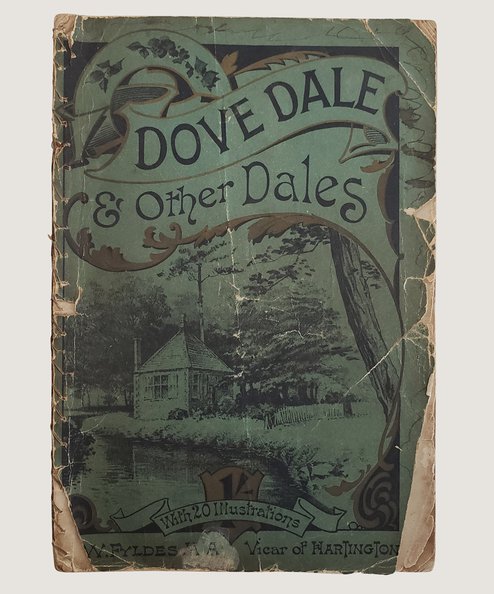 DOVE DALE
& Other Dales
1/-
With 20 Illustrations
W. FYLDES. M.A. Vicar of HARTINGTON